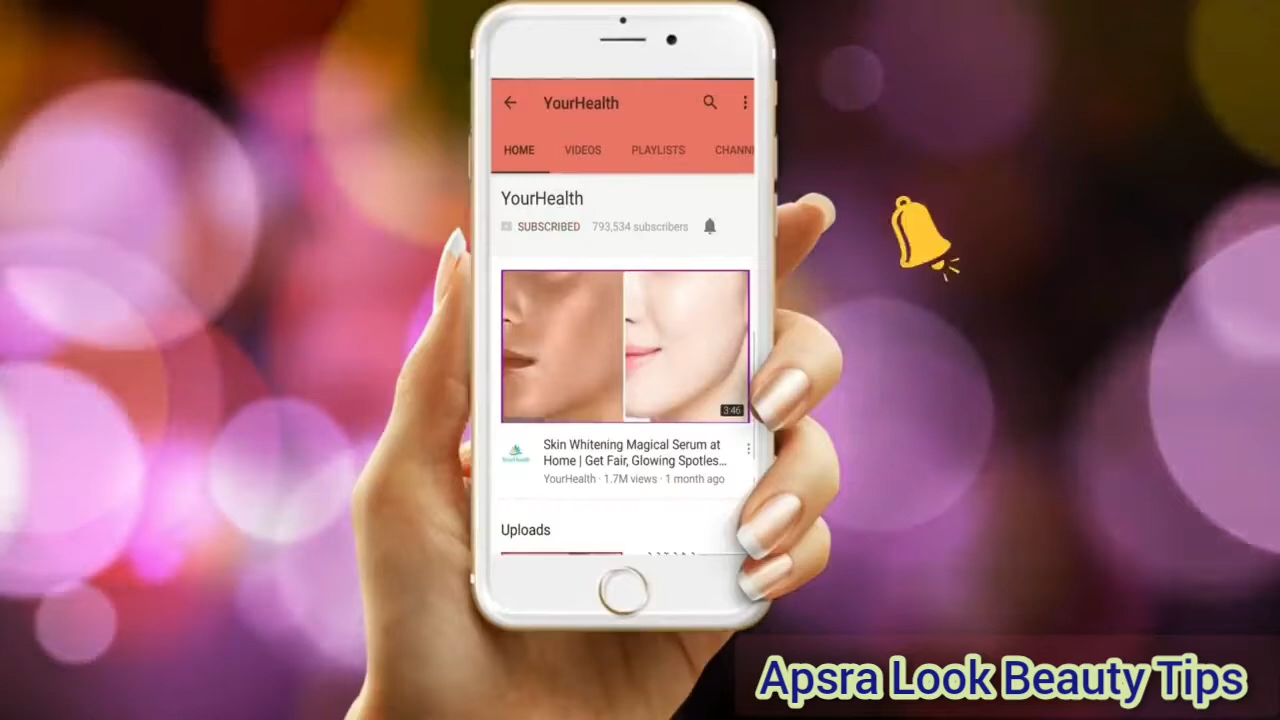 YourHealth
HOME VIDEOS PLAYLISTS CHANN
YourHealth
SUBSCRIBED 793,534 subscribers
3:46
Skin Whitening Magical Serum at
Home | Get Fair, Glowing Spotles...
YourHealth · 1.7M views · 1 month ago
YourHealth
Uploads
Apsra Look Beauty Tips